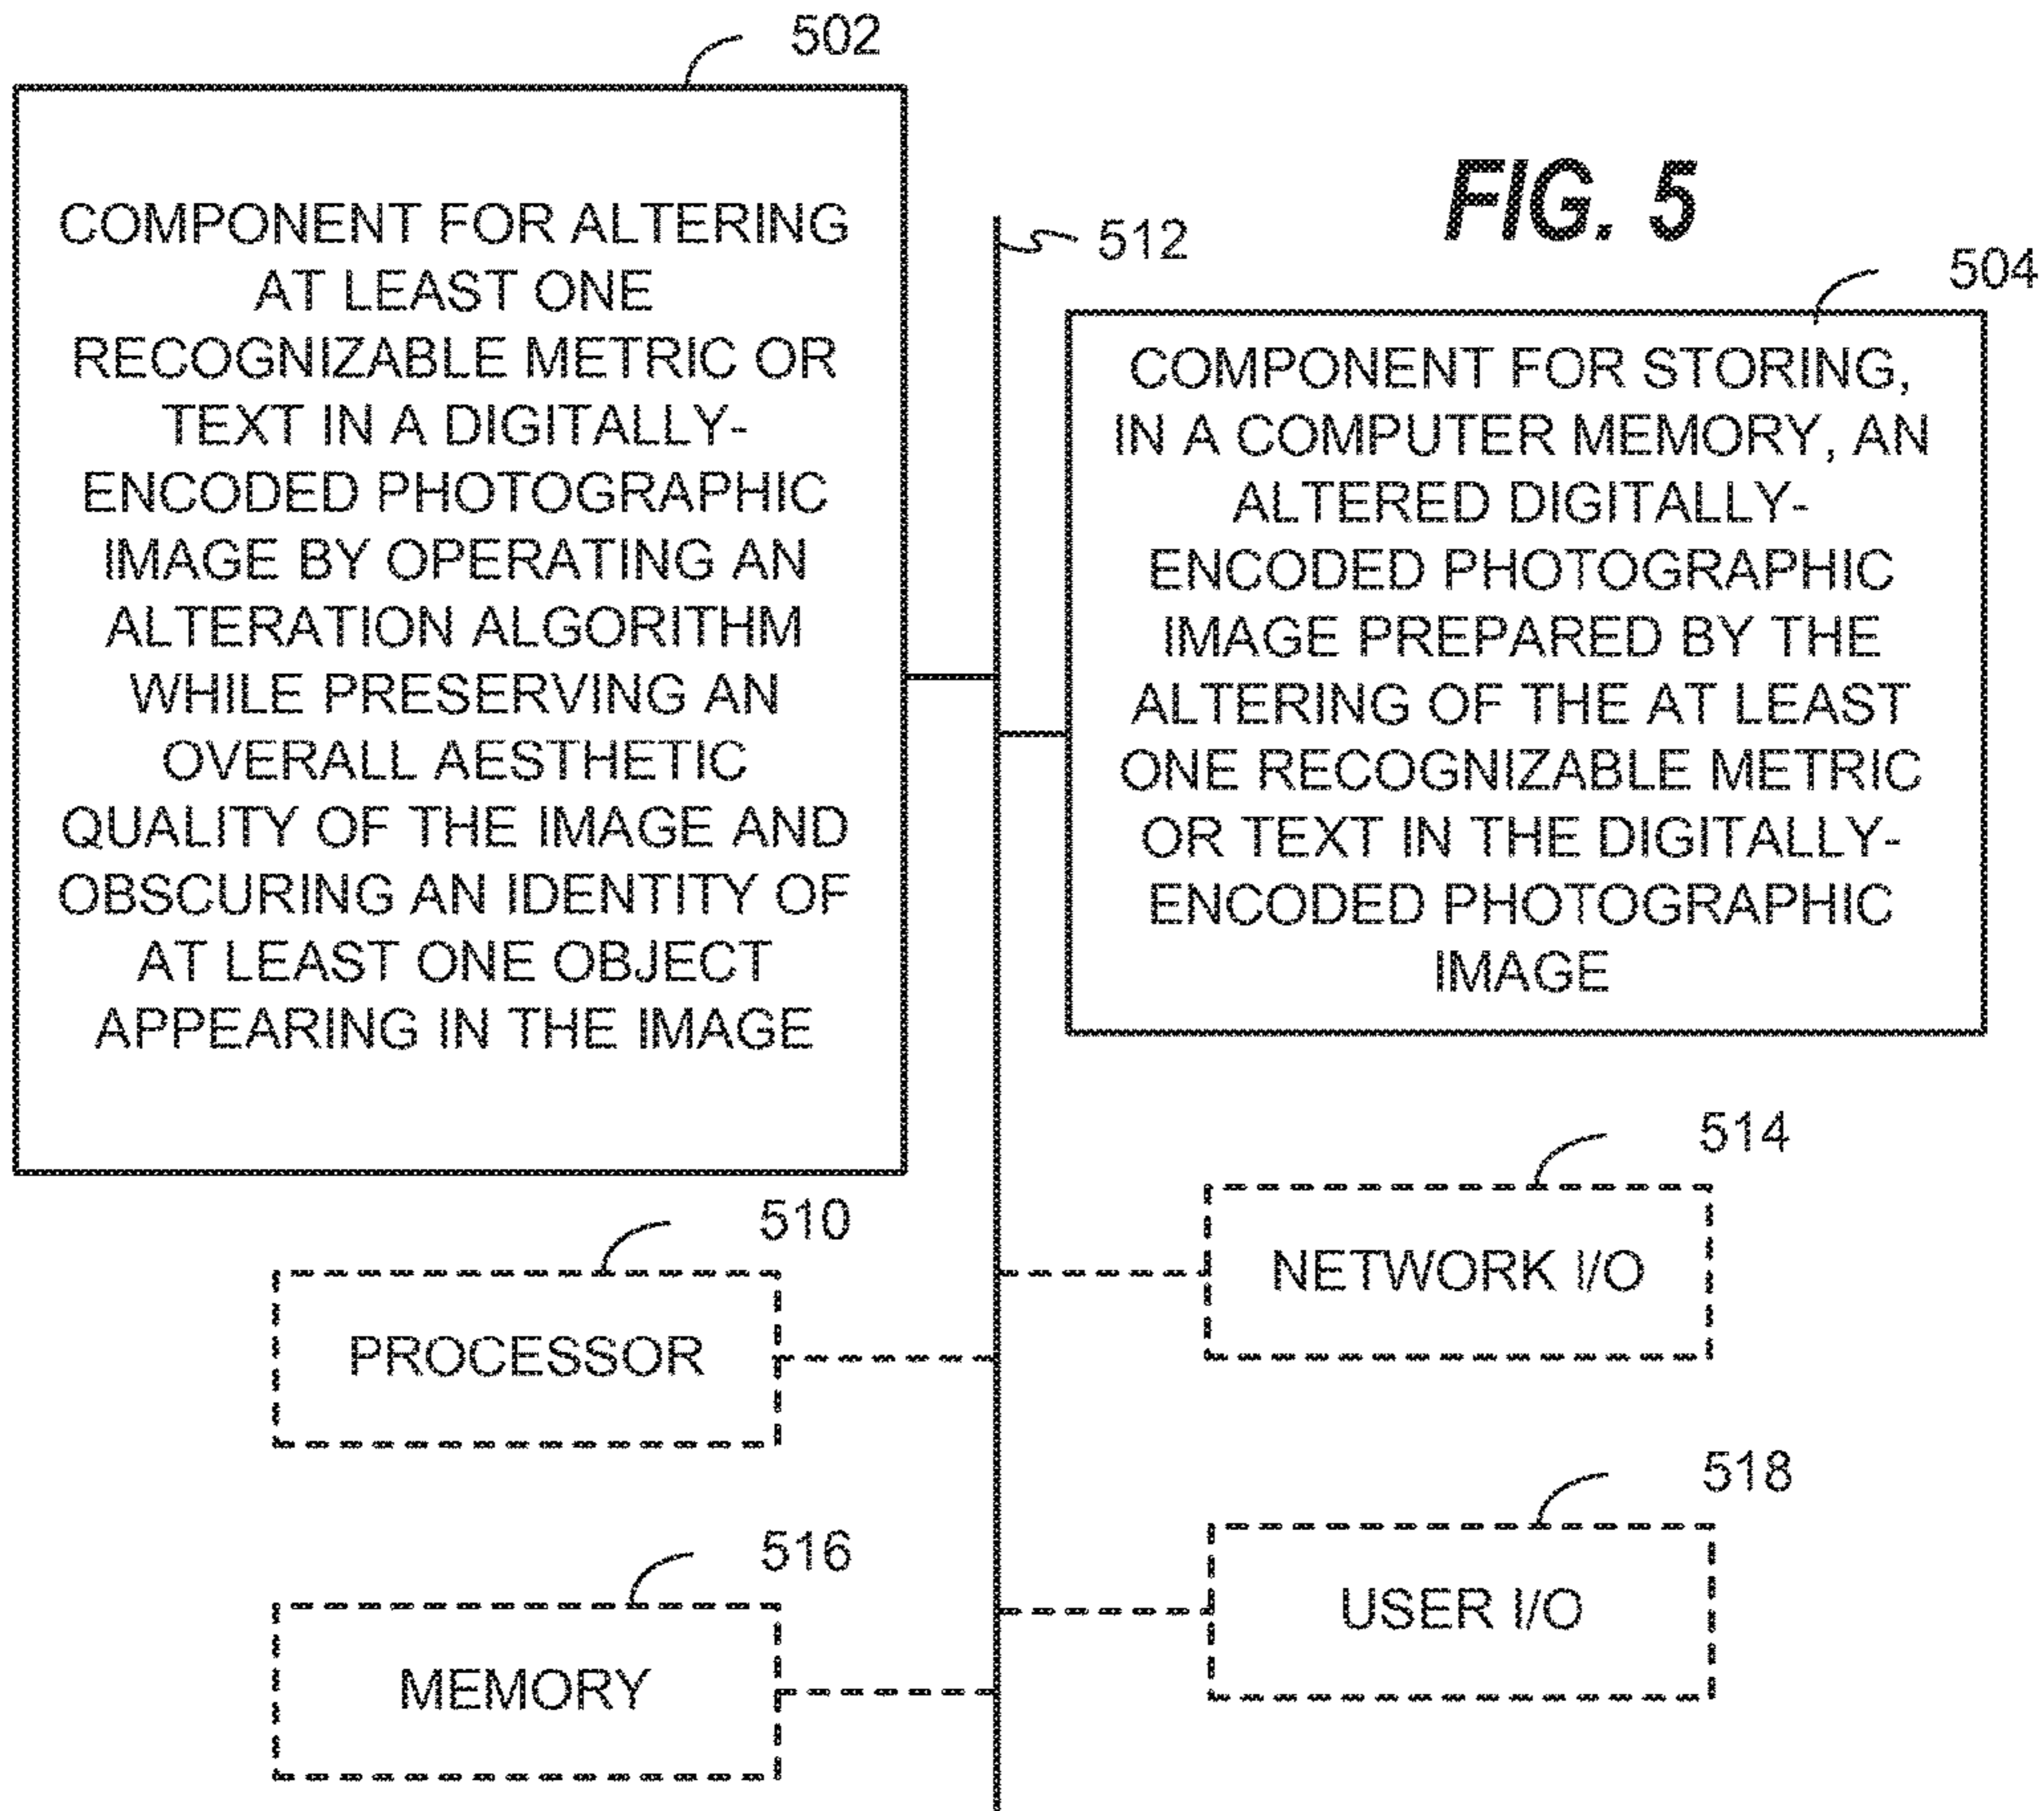 502
COMPONENT FOR ALTERING
AT LEAST ONE
RECOGNIZABLE METRIC OR
TEXT IN A DIGITALLY-
ENCODED PHOTOGRAPHIC
IMAGE BY OPERATING AN
ALTERATION ALGORITHM
WHILE PRESERVING AN
OVERALL AESTHETIC
QUALITY OF THE IMAGE AND
OBSCURING AN IDENTITY OF
AT LEAST ONE OBJECT
APPEARING IN THE IMAGE
512
FIG. 5
504
COMPONENT FOR STORING,
IN A COMPUTER MEMORY, AN
ALTERED DIGITALLY-
ENCODED PHOTOGRAPHIC
IMAGE PREPARED BY THE
ALTERING OF THE AT LEAST
ONE RECOGNIZABLE METRIC
OR TEXT IN THE DIGITALLY-
ENCODED PHOTOGRAPHIC
IMAGE
514
NETWORK I/O
510
PROCESSOR
518
USER I/O
516
MEMORY